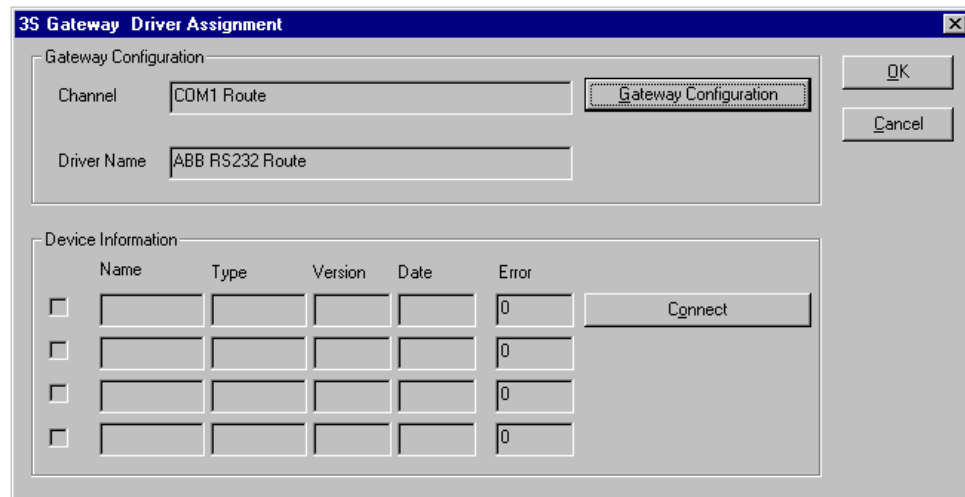 3S Gateway Driver Assignment
Gateway Configuration
Channel COM1 Route Gateway Configuration
Driver Name ABB RS232 Route
OK
Cancel
Device Information
Name Type Version Date Error
0 Connect
0
0
0